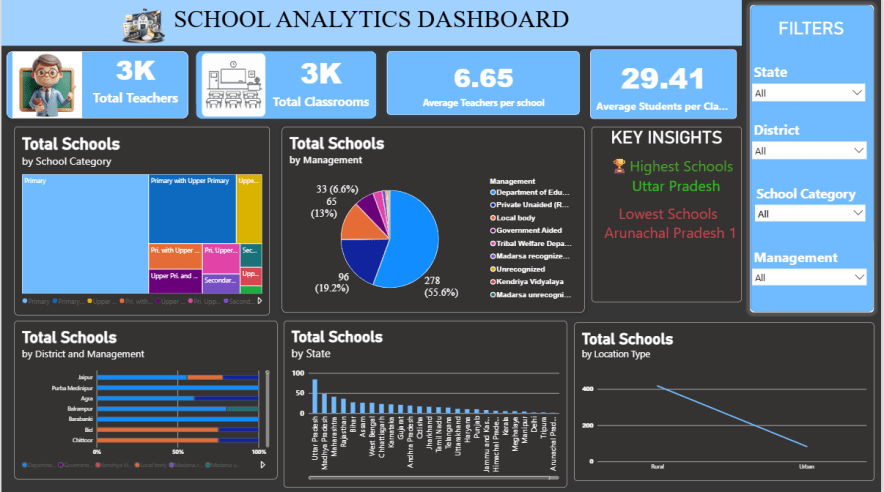 SCHOOL ANALYTICS DASHBOARD
3K
Total Teachers
3K
Total Classrooms
6.65
Average Teachers per school
29.41
Average Students per Cla...
FILTERS
State
All
District
All
School Category
All
Management
All
Total Schools
by School Category
Primary
Primary with Upper Primary
Upps...
Pri. with Upper ...
Pri. Upper...
Sec...
Upper Pri. and ...
Secondar...
Upp...
Primary
Primary...
Upper ...
Pri. with...
Upper ...
Pri. Upp...
Second...
Total Schools
by Management
33 (6.6%)
65
(13%)
96
(19.2%)
278
(55.6%)
Management
Department of Edu...
Private Unaided (R...
Local body
Government Aided
Tribal Welfare Depa...
Madarsa recognize...
Unrecognized
Kendriya Vidyalaya
Madarsa unrecogni...
KEY INSIGHTS
🏆 Highest Schools
Uttar Pradesh
Lowest Schools
Arunachal Pradesh 1
Total Schools
by District and Management
Jaipur
Purba Medinipur
Agra
Balrampur
Barabanki
Bid
Chittoor
0%
50%
100%
Departme...
Governme...
Kendriya Vi...
Local body
Madarsa r...
Madarsa u...
Total Schools
by State
100
50
0
Uttar Pradesh
Madhya Pradesh
Maharashtra
Rajasthan
Bihar
Assam
West Bengal
Chhattisgarh
Karnataka
Gujarat
Andhra Pradesh
Odisha
Jharkhand
Tamil Nadu
Telangana
Uttarakhand
Haryana
Punjab
Jammu and Kas...
Himachal Prade...
Kerala
Meghalaya
Manipur
Delhi
Tripura
Arunachal Prad...
Total Schools
by Location Type
400
200
0
Rural
Urban